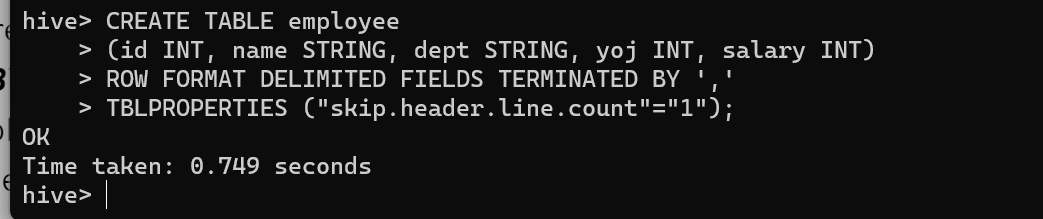 hive> CREATE TABLE employee
    > (id INT, name STRING, dept STRING, yoj INT, salary INT)
    > ROW FORMAT DELIMITED FIELDS TERMINATED BY ','
    > TBLPROPERTIES ("skip.header.line.count"="1");
OK
Time taken: 0.749 seconds
hive>